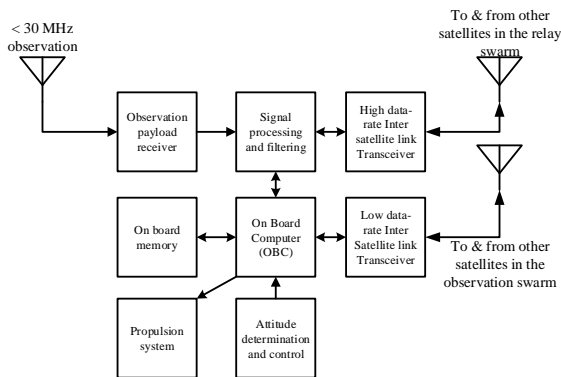 < 30 MHz
observation
To & from other
satellites in the relay
swarm
Observation
payload
receiver
Signal
processing
and filtering
High data-
rate Inter
satellite link
Transceiver
On board
memory
On Board
Computer
(OBC)
Low data-
rate Inter
Satellite link
Transceiver
To & from other
satellites in the
observation swarm
Propulsion
system
Attitude
determination
and control